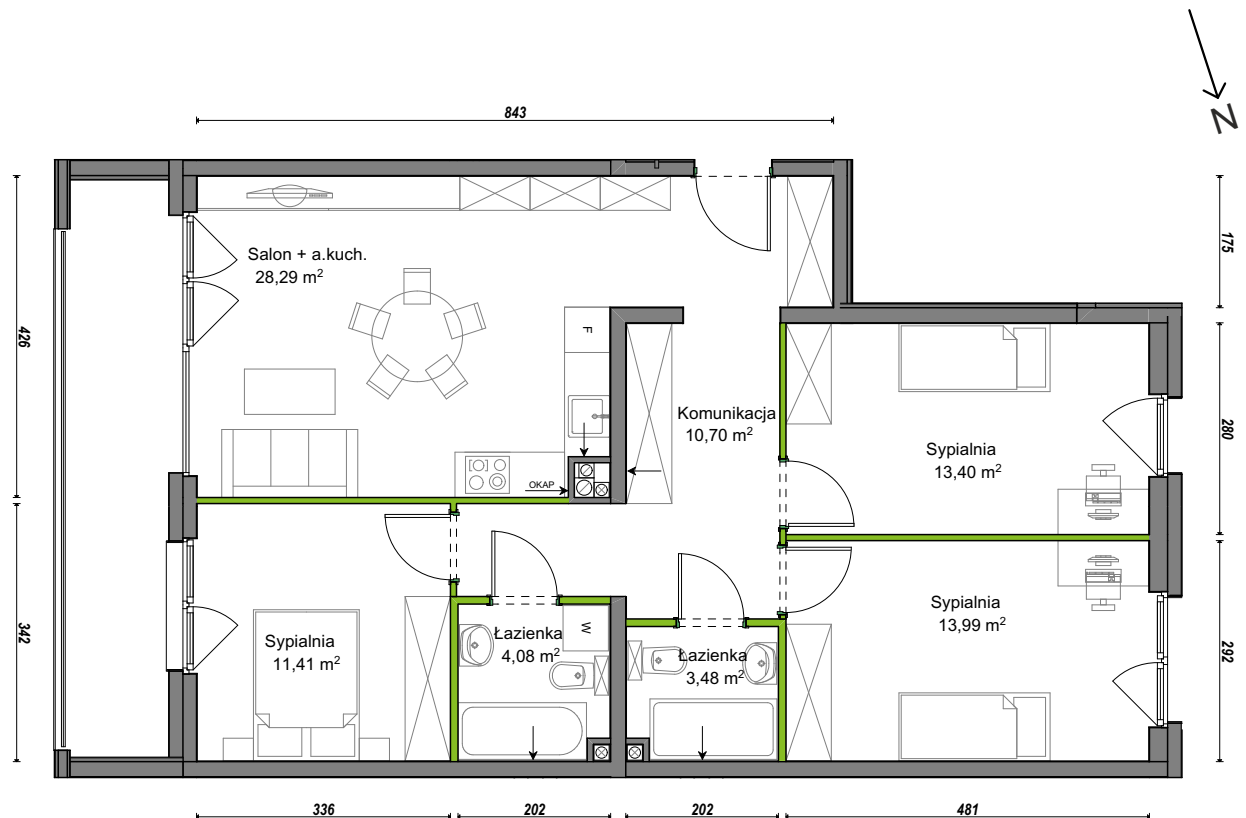 N
843
Salon + a.kuch.
28,29 m²
175
426
F
Komunikacja
10,70 m²
Sypialnia
13,40 m²
280
OKAP
342
Sypialnia
11,41 m²
Łazienka
4,08 m²
W
Łazienka
3,48 m²
Sypialnia
13,99 m²
292
336
202
202
481